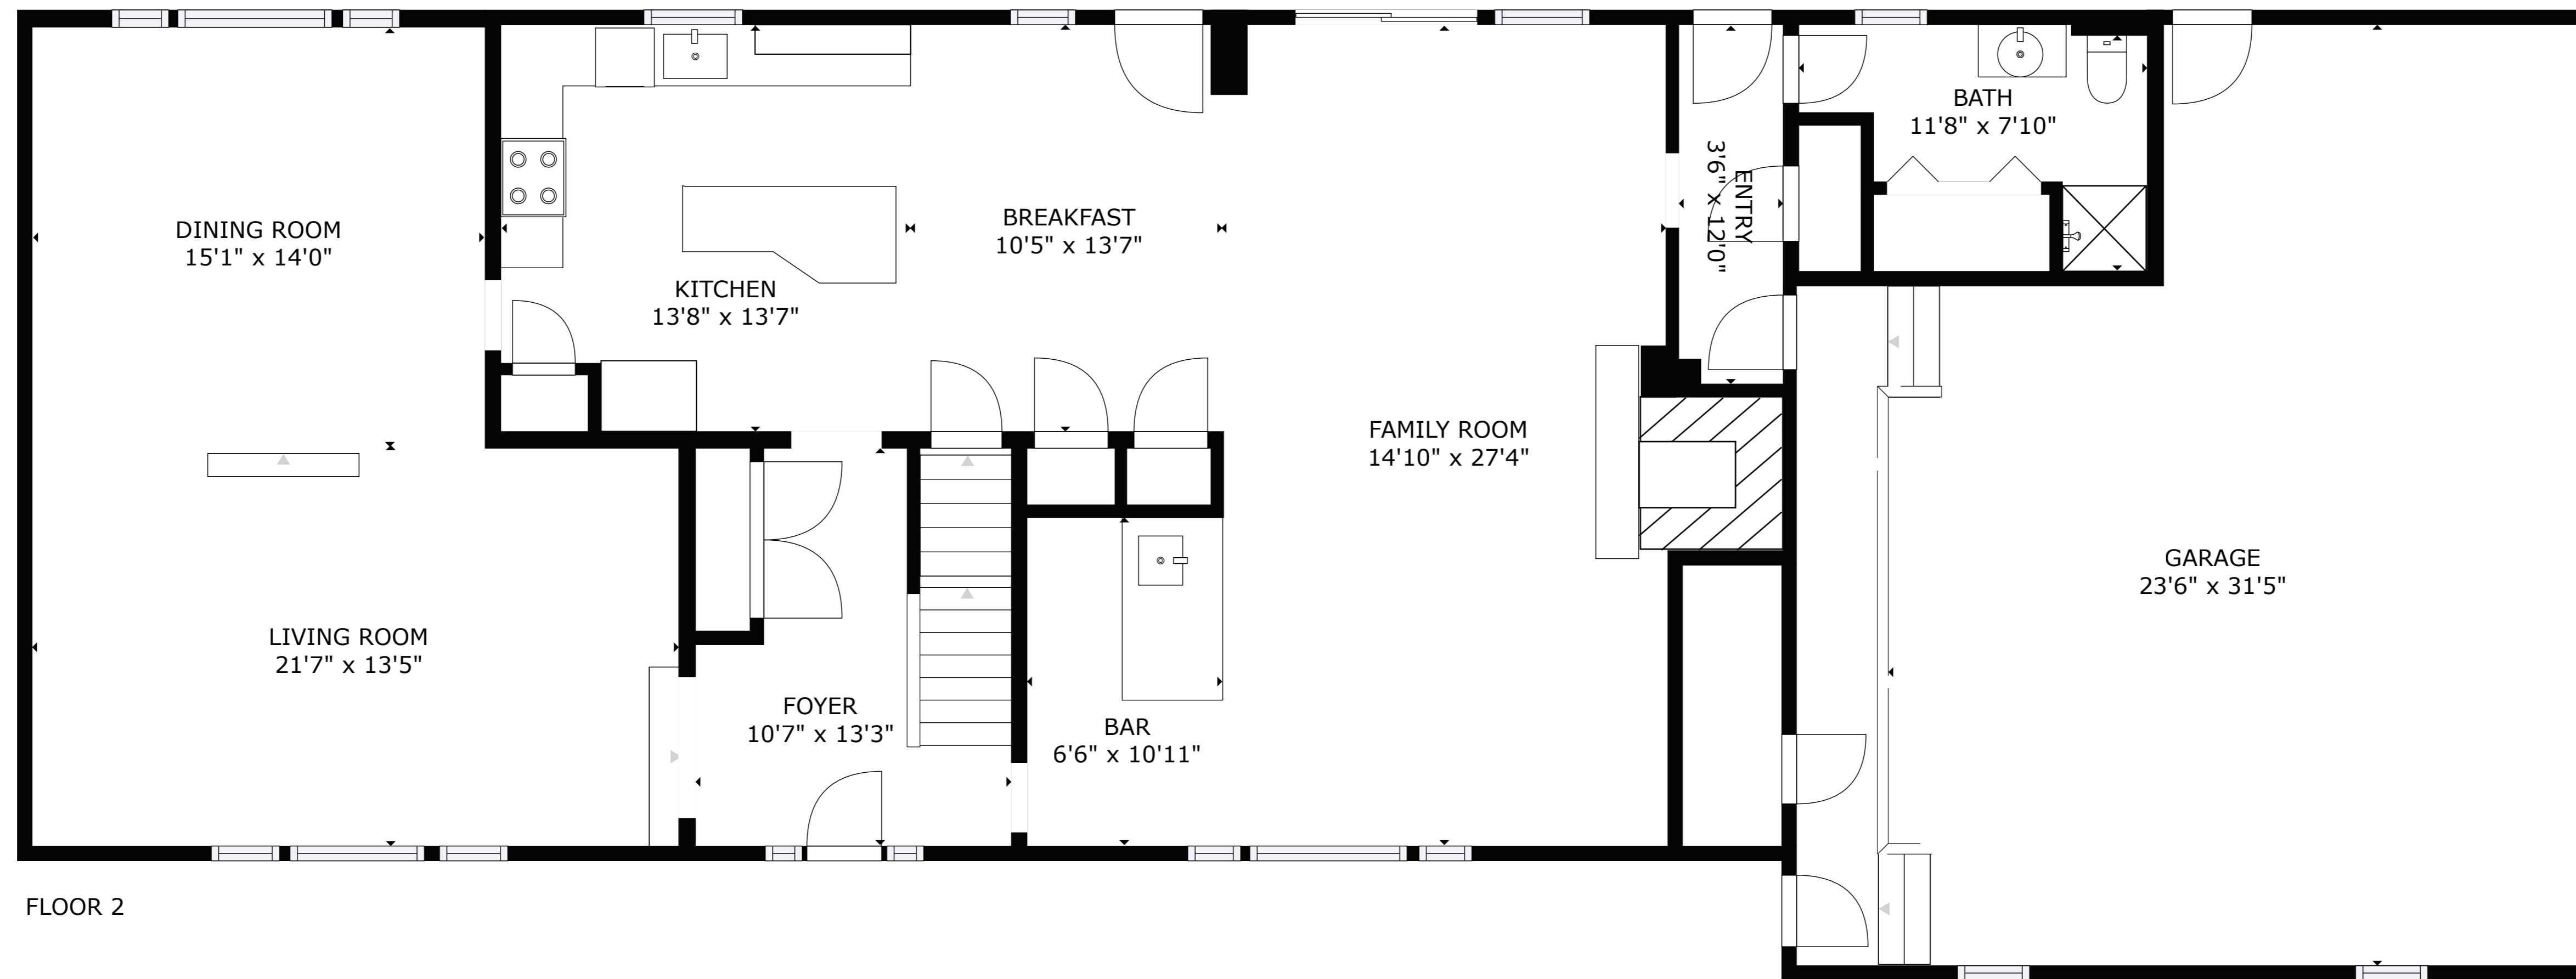 DINING ROOM
15'1" x 14'0"
KITCHEN
13'8" x 13'7"
BREAKFAST
10'5" x 13'7"
FAMILY ROOM
14'10" x 27'4"
ENTRY
3'6" x 12'0"
BATH
11'8" x 7'10"
GARAGE
23'6" x 31'5"
LIVING ROOM
21'7" x 13'5"
FOYER
10'7" x 13'3"
BAR
6'6" x 10'11"
FLOOR 2